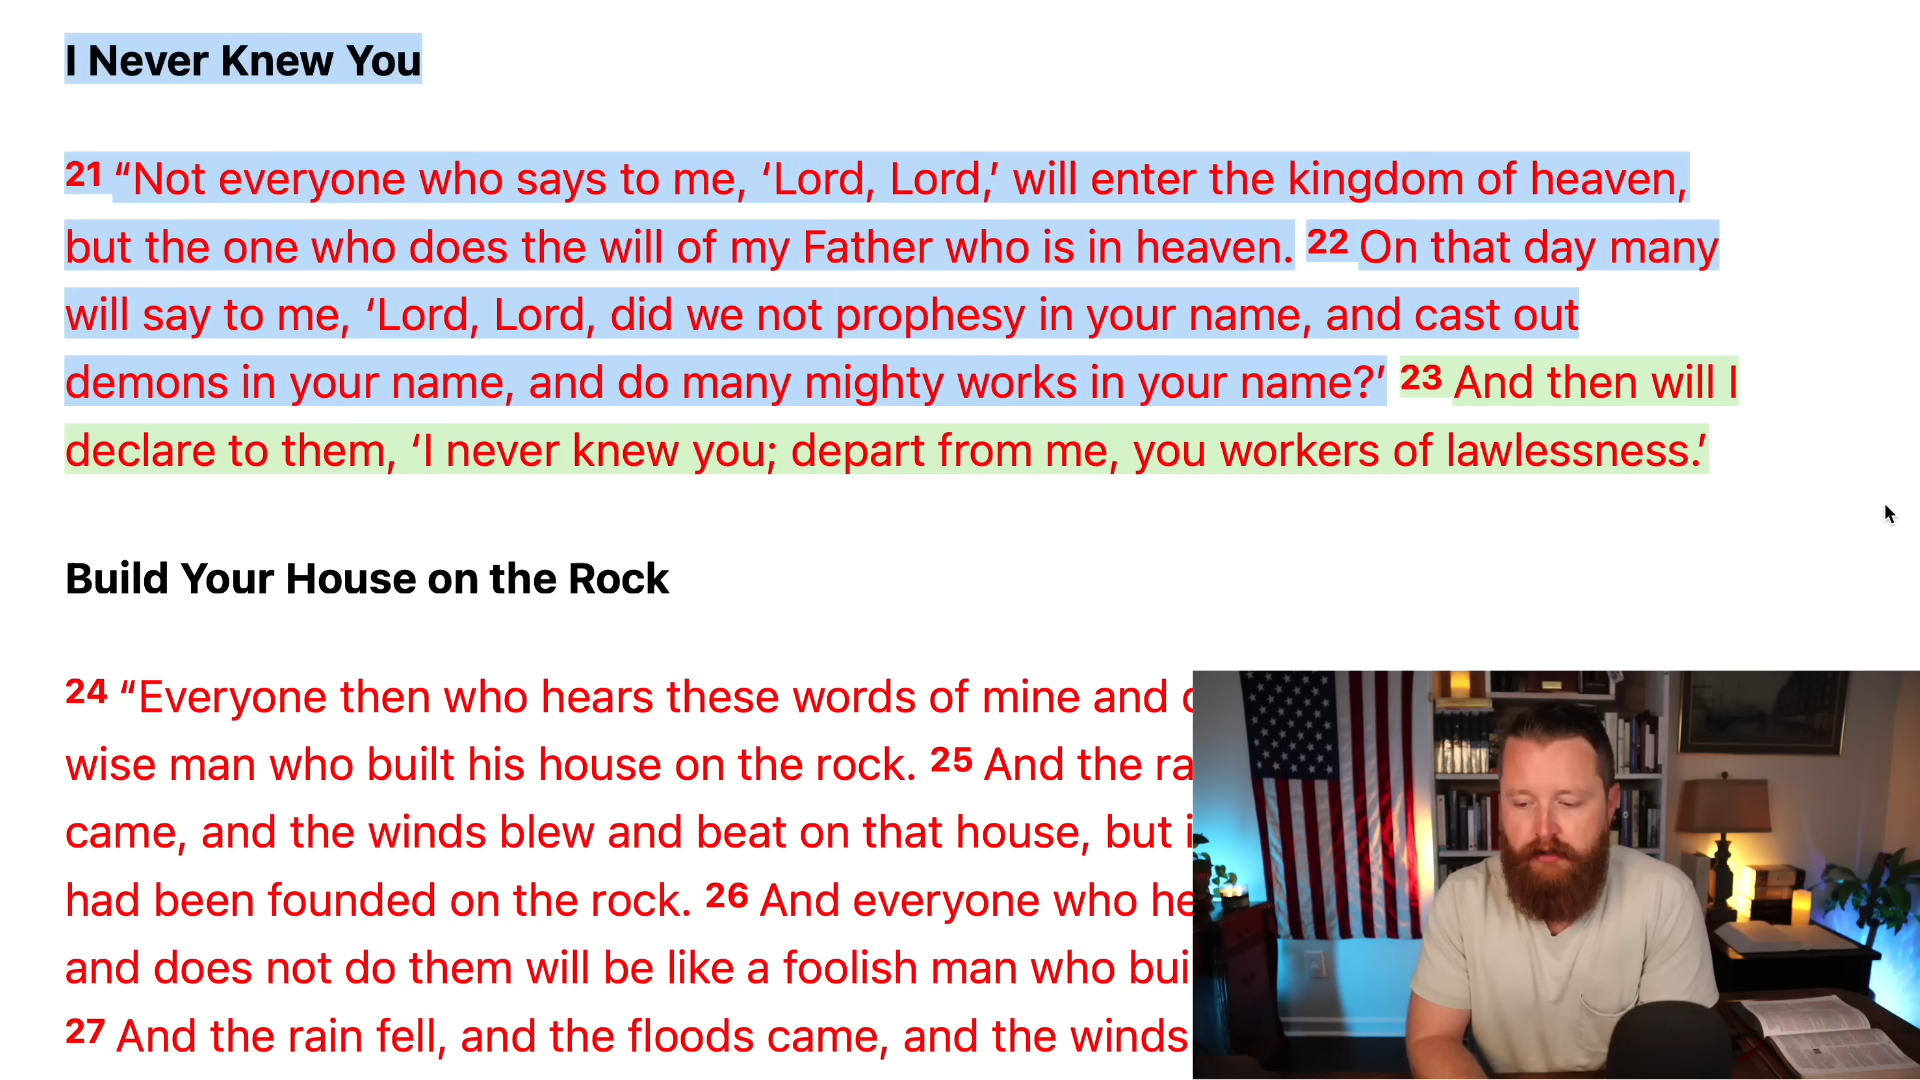 I Never Knew You
21 “Not everyone who says to me, ‘Lord, Lord,’ will enter the kingdom of heaven,
but the one who does the will of my Father who is in heaven. 22 On that day many
will say to me, ‘Lord, Lord, did we not prophesy in your name, and cast out
demons in your name, and do many mighty works in your name?’ 23 And then will I
declare to them, ‘I never knew you; depart from me, you workers of lawlessness.’
Build Your House on the Rock
24 “Everyone then who hears these words of mine and
wise man who built his house on the rock. 25 And the
came, and the winds blew and beat on that house, but
had been founded on the rock. 26 And everyone who
and does not do them will be like a foolish man who
27 And the rain fell, and the floods came, and the winds